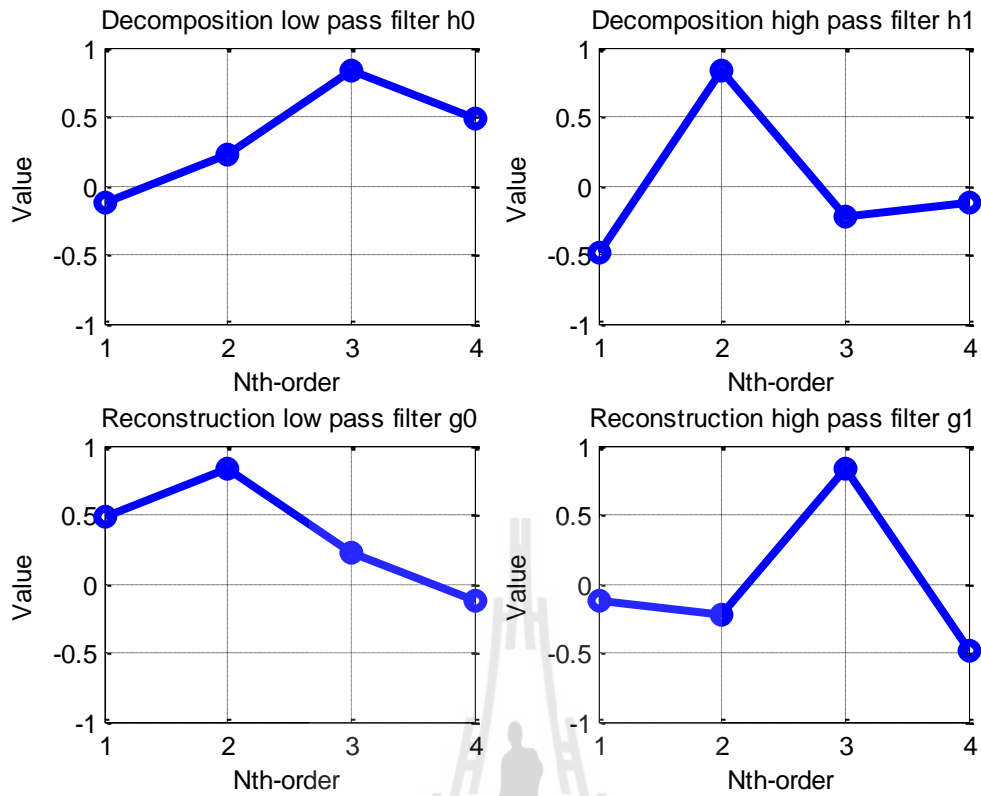 Decomposition low pass filter h0
1
0.5
0
-0.5
-1
Value
1 2 3 4
Nth-order
Decomposition high pass filter h1
1
0.5
0
-0.5
-1
Value
1 2 3 4
Nth-order
Reconstruction low pass filter g0
1
0.5
0
-0.5
-1
Value
1 2 3 4
Nth-order
Reconstruction high pass filter g1
1
0.5
0
-0.5
-1
Value
1 2 3 4
Nth-order